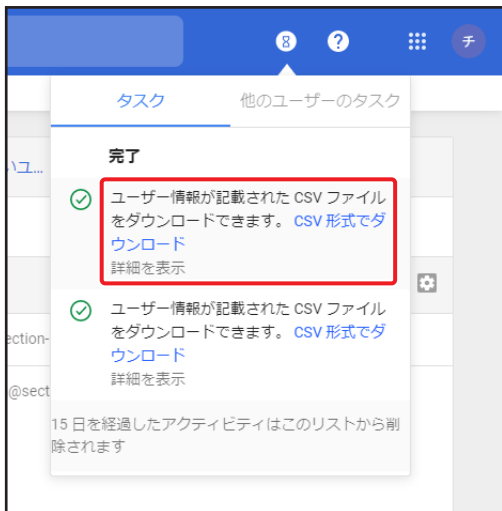 チ
タスク 他のユーザーのタスク
いユ...
完了
ユーザー情報が記載された CSV ファイル
をダウンロードできます。 CSV 形式でダ
ウンロード
詳細を表示
ユーザー情報が記載された CSV ファイル
をダウンロードできます。 CSV 形式でダ
ウンロード
詳細を表示
ection-
@sect
15 日を経過したアクティビティはこのリストから削
除されます